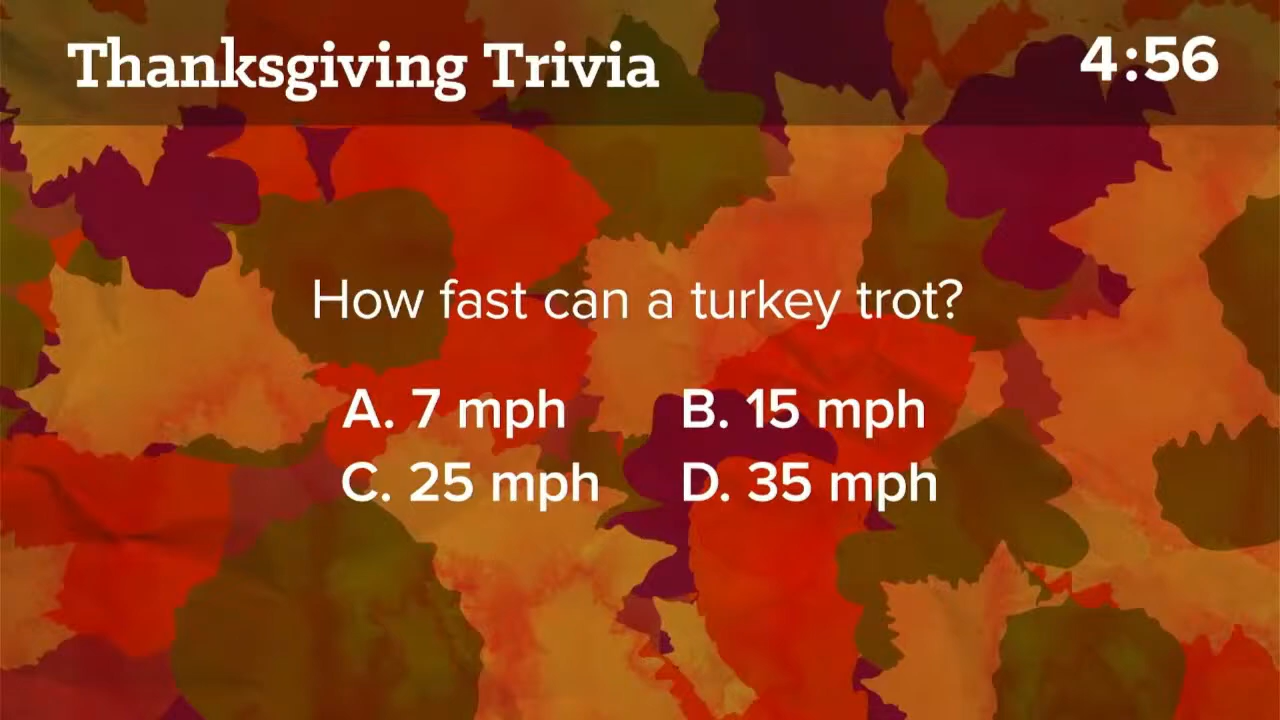 Thanksgiving Trivia 4:56
How fast can a turkey trot?
A. 7 mph B. 15 mph
C. 25 mph D. 35 mph